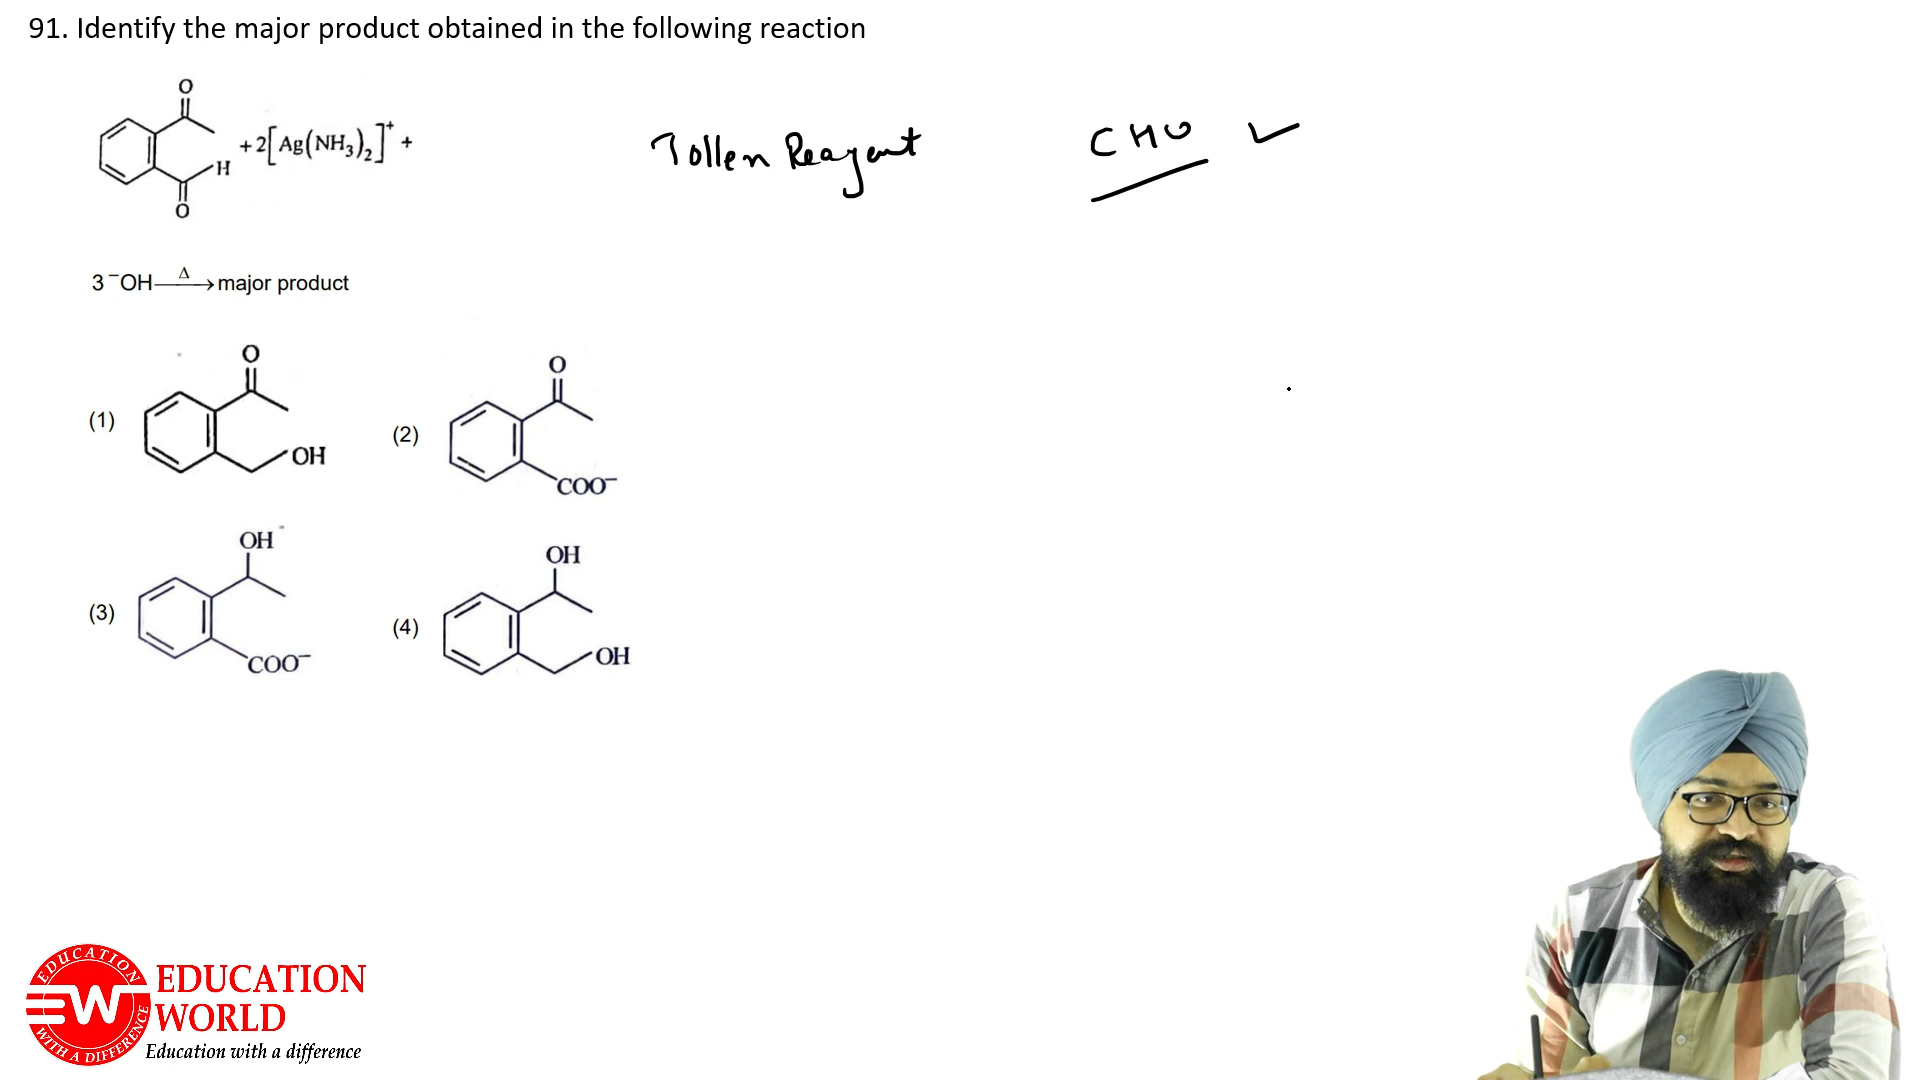 91. Identify the major product obtained in the following reaction
O
+ 2[Ag(NH₃)₂]⁺ +
H
O
Tollen Reagent
CHO ✓
3 ⁻OH —Δ→ major product
(1)
O
OH
(2)
O
COO⁻
(3)
OH
COO⁻
(4)
OH
OH
EDUCATION
EW
WITH A DIFFERENCE
EDUCATION
WORLD
Education with a difference